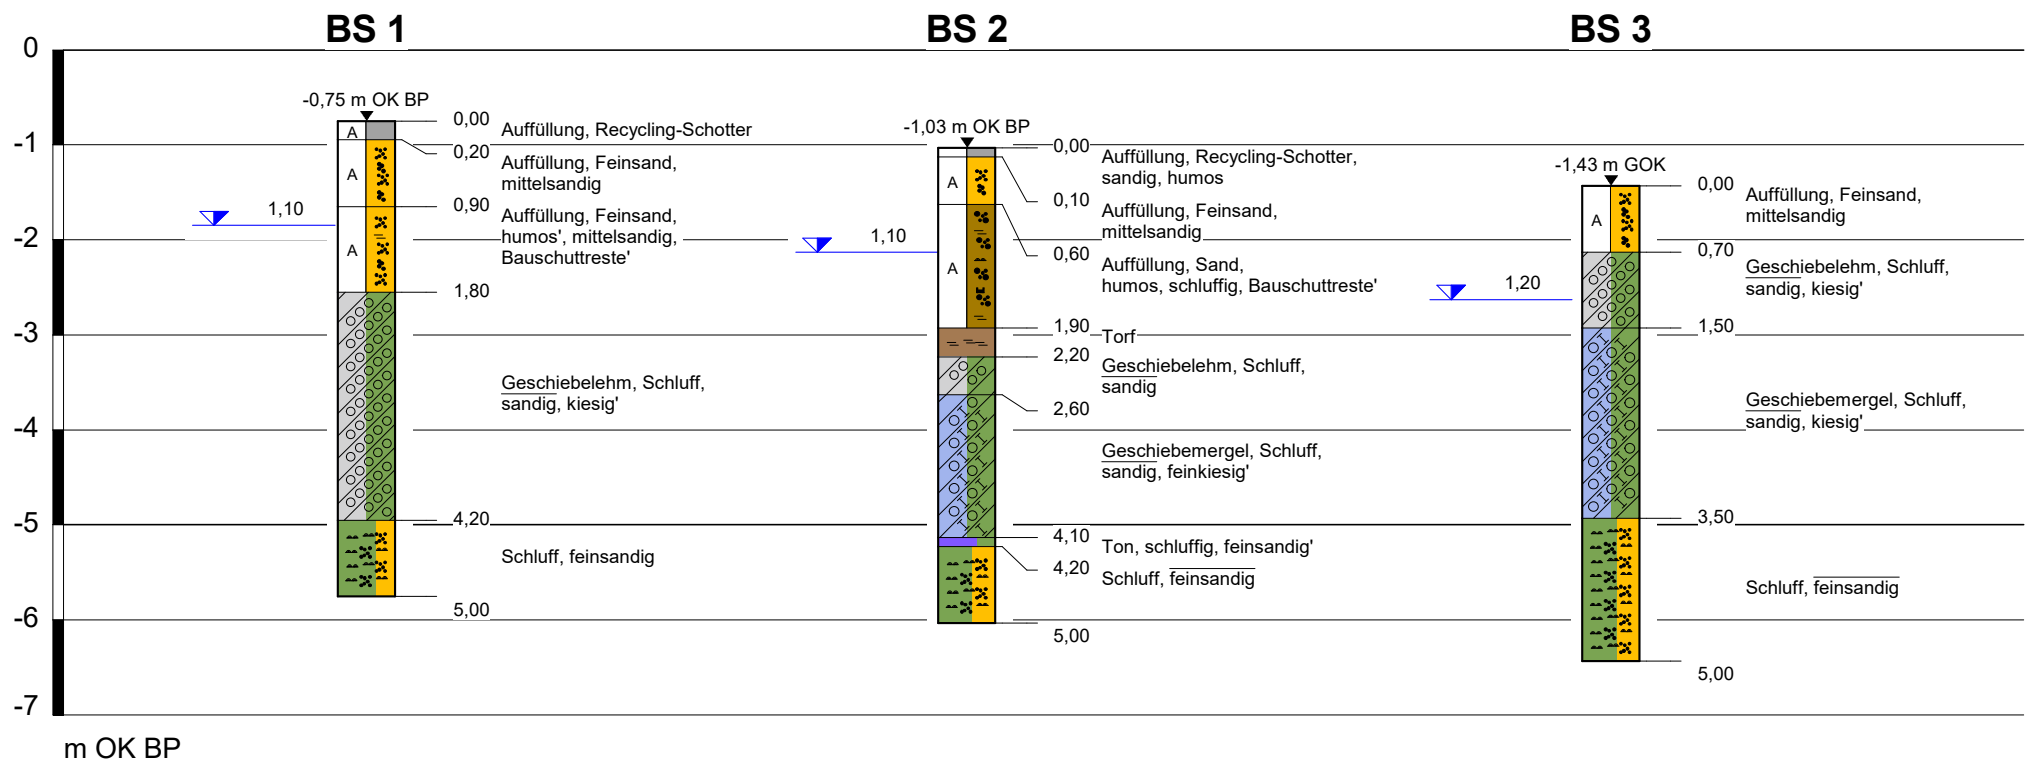 BS 1
BS 2
BS 3
0
-1
-2
-3
-4
-5
-6
-7
m OK BP
-0,75 m OK BP
A
A
A
1,10
0,00
0,20
0,90
1,80
4,20
5,00
Auffüllung, Recycling-Schotter
Auffüllung, Feinsand,
mittelsandig
Auffüllung, Feinsand,
humos', mittelsandig,
Bauschuttreste'
Geschiebelehm, Schluff,
sandig, kiesig'
Schluff, feinsandig
-1,03 m OK BP
A
A
1,10
0,00
0,10
0,60
1,90
2,20
2,60
4,10
4,20
5,00
Auffüllung, Recycling-Schotter,
sandig, humos
Auffüllung, Feinsand,
mittelsandig
Auffüllung, Sand,
humos, schluffig, Bauschuttreste'
Torf
Geschiebelehm, Schluff,
sandig
Geschiebemergel, Schluff,
sandig, feinkiesig'
Ton, schluffig, feinsandig'
Schluff, feinsandig
-1,43 m GOK
A
1,20
0,00
0,70
1,50
3,50
5,00
Auffüllung, Feinsand,
mittelsandig
Geschiebelehm, Schluff,
sandig, kiesig'
Geschiebemergel, Schluff,
sandig, kiesig'
Schluff, feinsandig